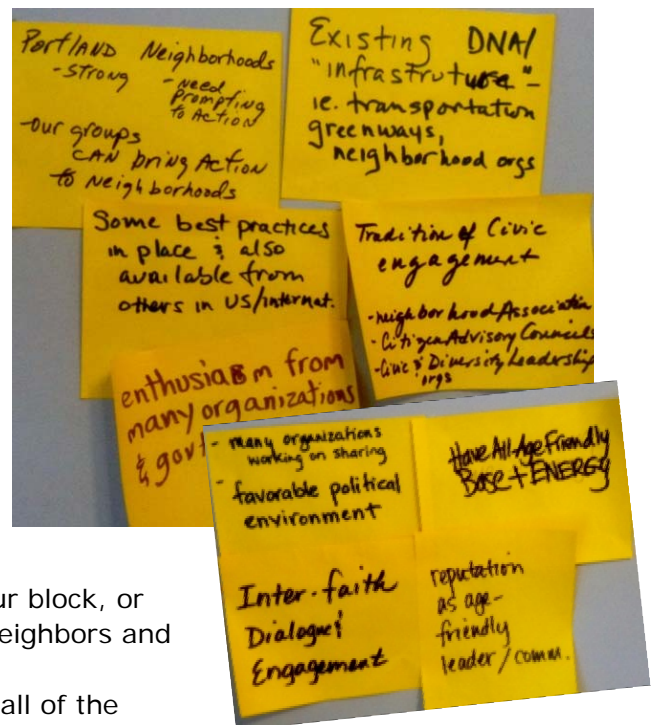 Portland Neighborhoods
- Strong
- need
prompting
to Action
- our groups
CAN bring Action
to Neighborhoods
Existing DNA/
"infrastruture" -
ie. transportation
greenways,
neighborhood orgs
Some best practices
in place & also
available from
others in US/internat.
Tradition of Civic
engagement
- neighborhood Association
- Citizen Advisory Councils
- Civic & Diversity Leadership
orgs
enthusiasm from
many organizations
& govt
- many organizations
working on sharing
- favorable political
environment
Have All Age Friendly
Base + ENERGY
Inter-faith
Dialogue &
Engagement
reputation
as age-
friendly
leader/comm.
ur block, or
eighbors and
all of the